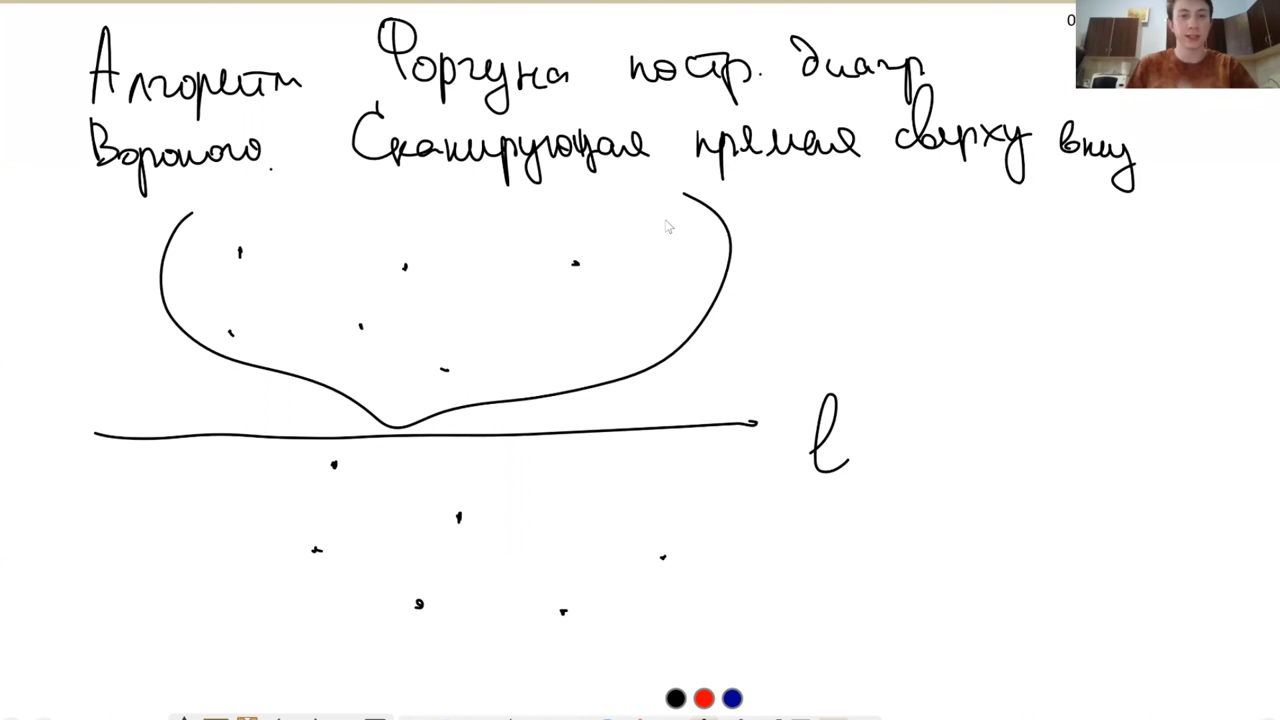 Алгоритм Форчуна постр. диагр
Вороного. Сканирующая прямая сверху вниз
l